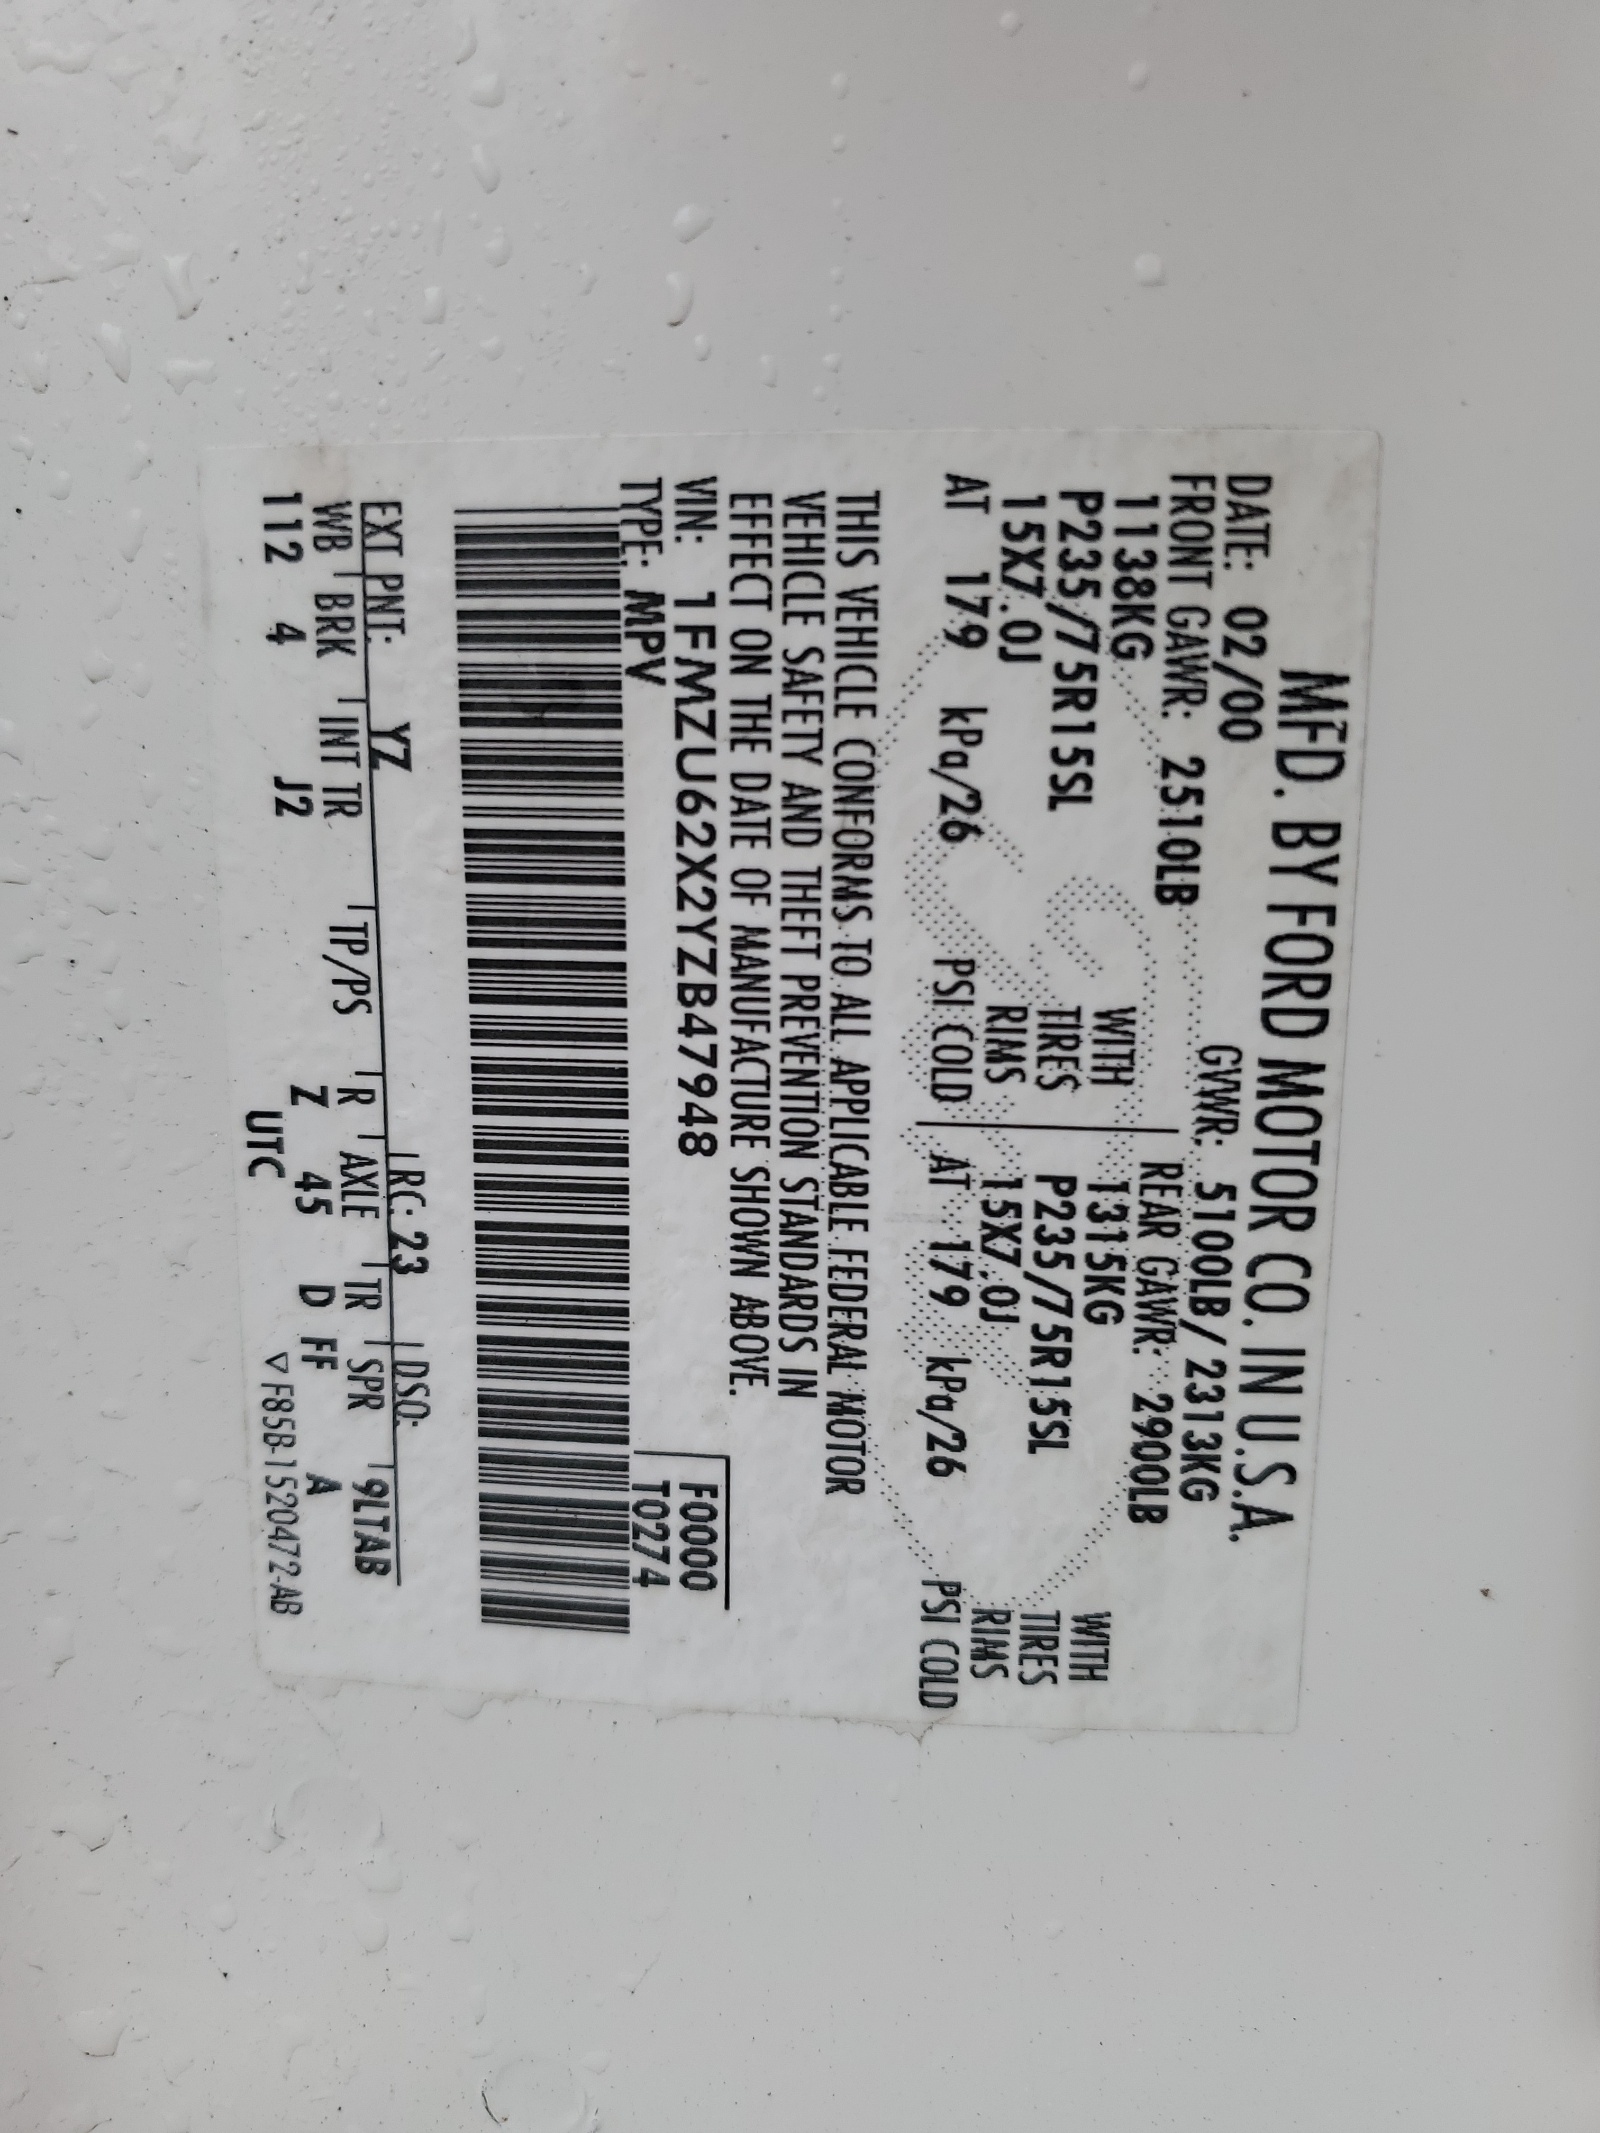 MFD. BY FORD MOTOR CO. IN U.S.A.
DATE: 02/00 GVWR: 5100LB/2313KG
FRONT GAWR: 2510LB REAR GAWR: 2900LB
1138KG WITH 1315KG WITH
P235/75R15SL TIRES P235/75R15SL TIRES
15X7.0J RIMS 15X7.0J RIMS
AT 179 kPa/26 PSI COLD AT 179 kPa/26 PSI COLD
THIS VEHICLE CONFORMS TO ALL APPLICABLE FEDERAL MOTOR
VEHICLE SAFETY AND THEFT PREVENTION STANDARDS IN
EFFECT ON THE DATE OF MANUFACTURE SHOWN ABOVE.
VIN: 1FMZU62X2YZB47948 F0000
TYPE: MPV T0274
EXT PNT: YZ RC: 23 DSO:
WB BRK INT TR TP/PS R AXLE TR SPR 9LTAB
112 4 J2 Z 45 D FF A
UTC ▽ F85B-1520472-AB